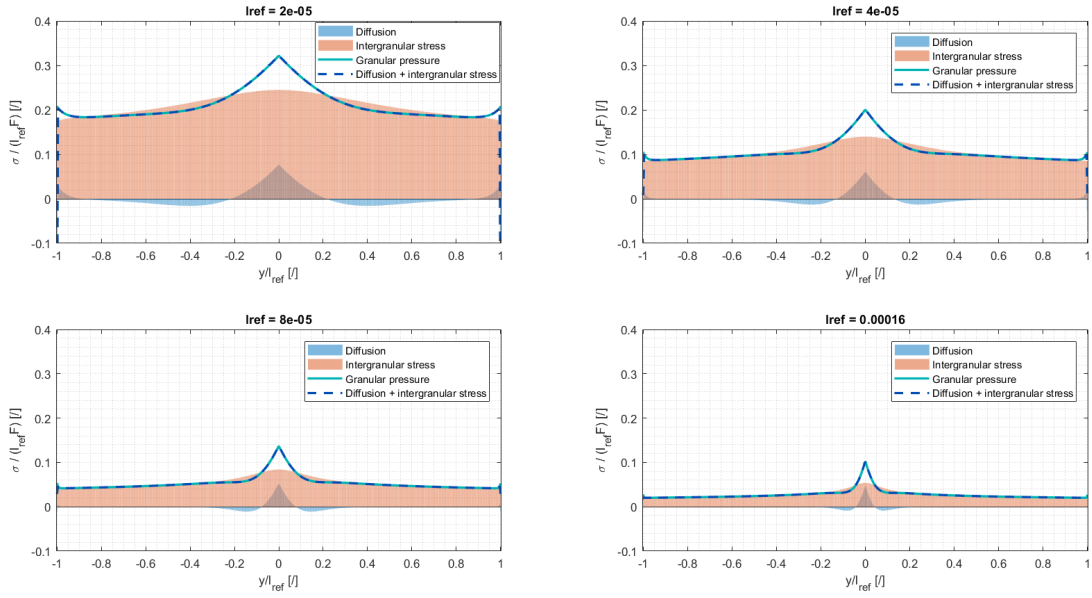 lref = 2e-05
Diffusion
Intergranular stress
Granular pressure
Diffusion + intergranular stress
0.4
0.3
0.2
0.1
0
-0.1
σ / (l_ref F) [/]
-1 -0.8 -0.6 -0.4 -0.2 0 0.2 0.4 0.6 0.8 1
y/l_ref [/]
lref = 4e-05
Diffusion
Intergranular stress
Granular pressure
Diffusion + intergranular stress
0.4
0.3
0.2
0.1
0
-0.1
σ / (l_ref F) [/]
-1 -0.8 -0.6 -0.4 -0.2 0 0.2 0.4 0.6 0.8 1
y/l_ref [/]
lref = 8e-05
Diffusion
Intergranular stress
Granular pressure
Diffusion + intergranular stress
0.4
0.3
0.2
0.1
0
-0.1
σ / (l_ref F) [/]
-1 -0.8 -0.6 -0.4 -0.2 0 0.2 0.4 0.6 0.8 1
y/l_ref [/]
lref = 0.00016
Diffusion
Intergranular stress
Granular pressure
Diffusion + intergranular stress
0.4
0.3
0.2
0.1
0
-0.1
σ / (l_ref F) [/]
-1 -0.8 -0.6 -0.4 -0.2 0 0.2 0.4 0.6 0.8 1
y/l_ref [/]